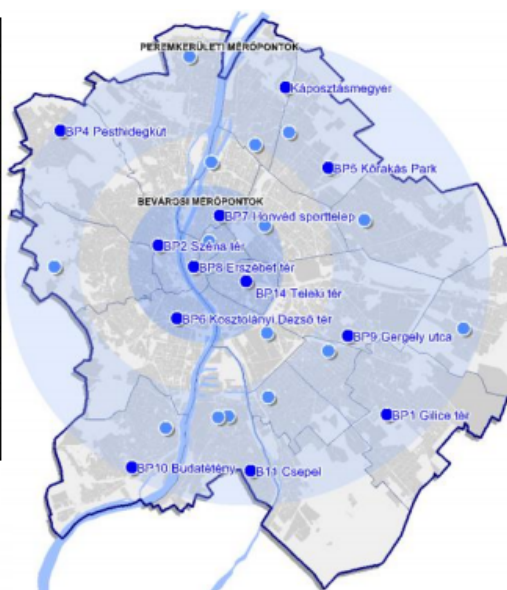 PEREMKERÜLETI MÉRŐPONTOK
Káposztásmegyer
BP4 Pesthidegkút
BP5 Kőrakás Park
BEVÁROSI MÉRŐPONTOK
BP7 Honvéd sporttelep
BP2 Széna tér
BP8 Erszébet tér
BP14 Teleki tér
BP6 Kosztolányi Dezső tér
BP9 Gergely utca
BP1 Gilice tér
BP10 Budatétény
B11 Csepel